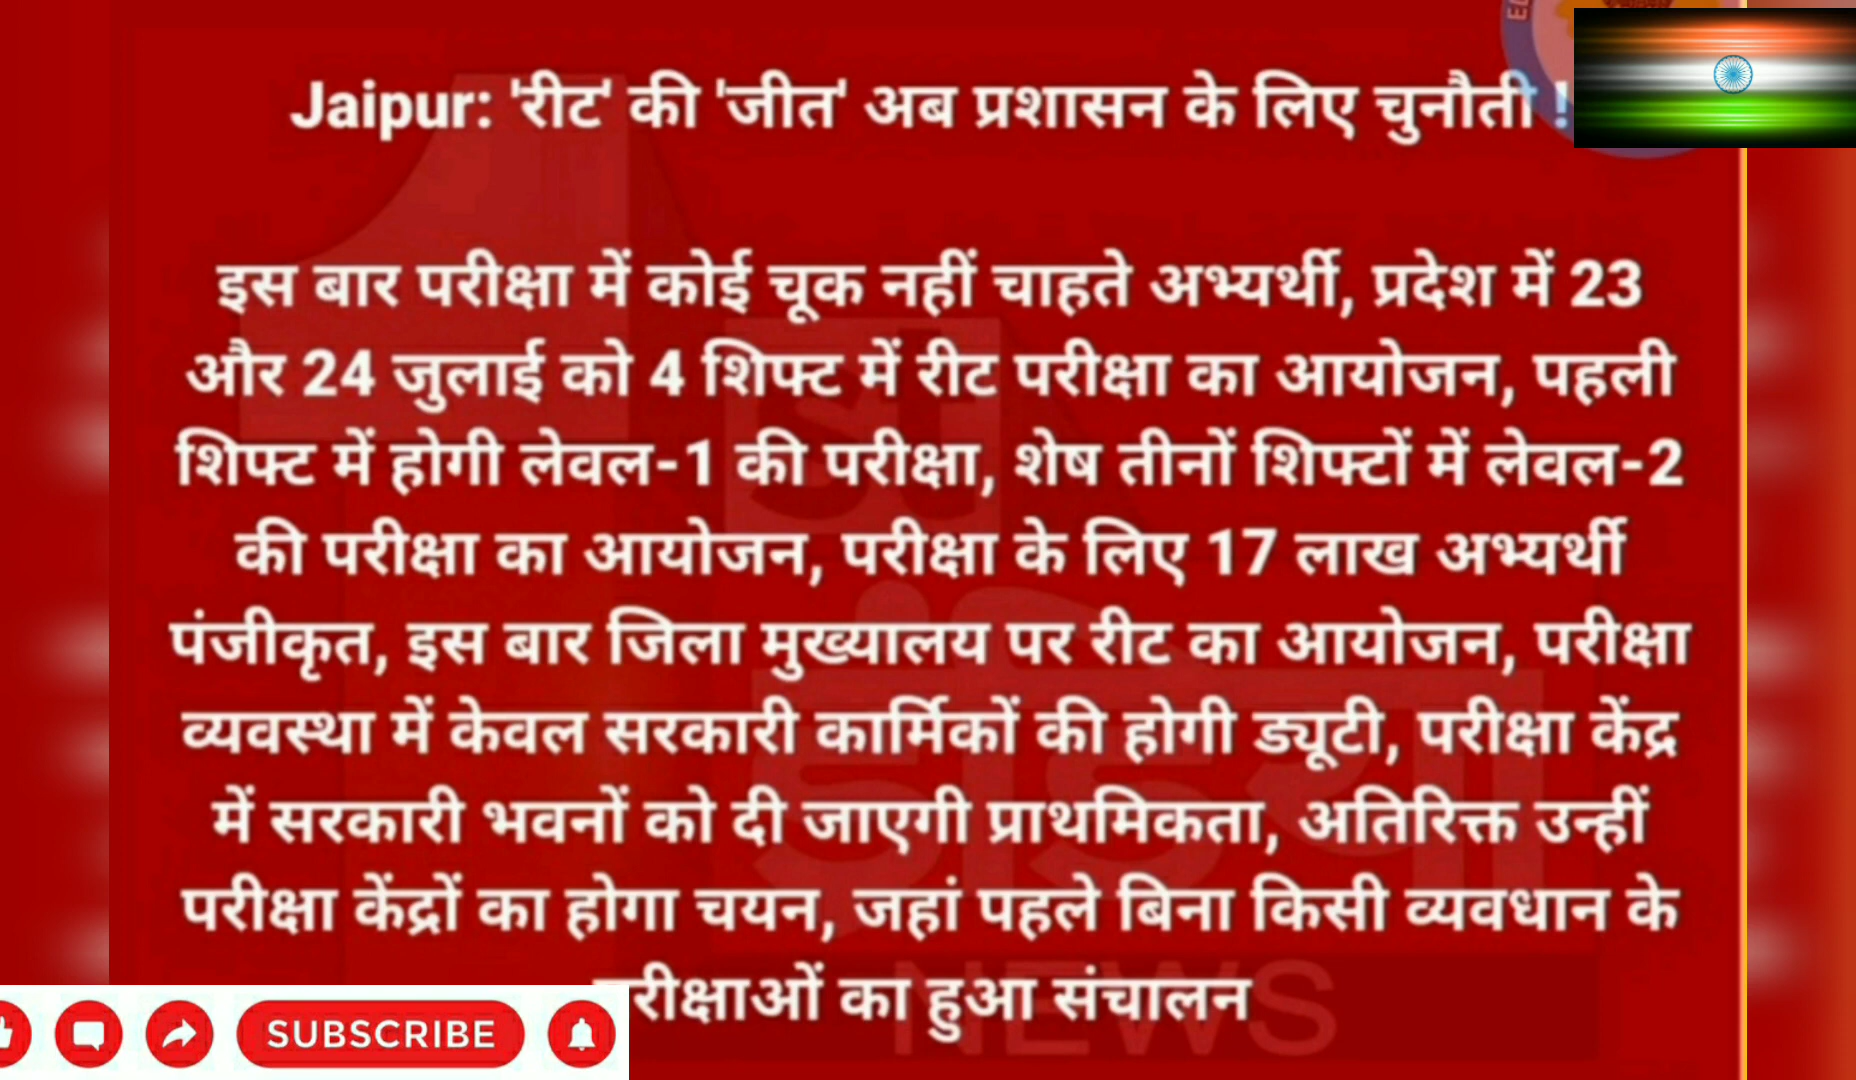 Jaipur: 'रीट' की 'जीत' अब प्रशासन के लिए चुनौती !
इस बार परीक्षा में कोई चूक नहीं चाहते अभ्यर्थी, प्रदेश में 23
और 24 जुलाई को 4 शिफ्ट में रीट परीक्षा का आयोजन, पहली
शिफ्ट में होगी लेवल-1 की परीक्षा, शेष तीनों शिफ्टों में लेवल-2
की परीक्षा का आयोजन, परीक्षा के लिए 17 लाख अभ्यर्थी
पंजीकृत, इस बार जिला मुख्यालय पर रीट का आयोजन, परीक्षा
व्यवस्था में केवल सरकारी कार्मिकों की होगी ड्यूटी, परीक्षा केंद्र
में सरकारी भवनों को दी जाएगी प्राथमिकता, अतिरिक्त उन्हीं
परीक्षा केंद्रों का होगा चयन, जहां पहले बिना किसी व्यवधान के
रीक्षाओं का हुआ संचालन
st
इंडिया
NEWS
SUBSCRIBE